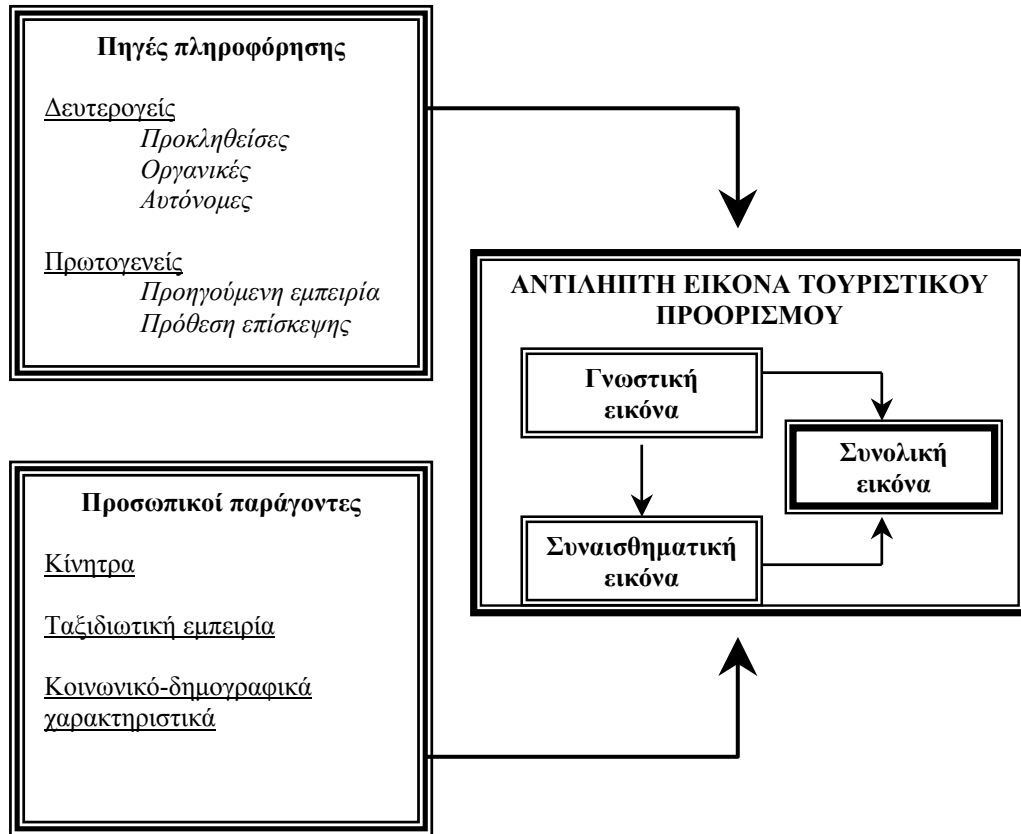 Πηγές πληροφόρησης
Δευτερογείς
Προκληθείσες
Οργανικές
Αυτόνομες
Πρωτογενείς
Προηγούμενη εμπειρία
Πρόθεση επίσκεψης
Προσωπικοί παράγοντες
Κίνητρα
Ταξιδιωτική εμπειρία
Κοινωνικό-δημογραφικά
χαρακτηριστικά
ΑΝΤΙΛΗΠΤΗ ΕΙΚΟΝΑ ΤΟΥΡΙΣΤΙΚΟΥ
ΠΡΟΟΡΙΣΜΟΥ
Γνωστική
εικόνα
Συναισθηματική
εικόνα
Συνολική
εικόνα